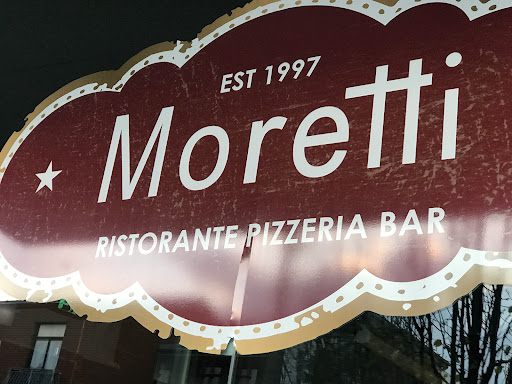 EST 1997
Moretti
RISTORANTE PIZZERIA BAR